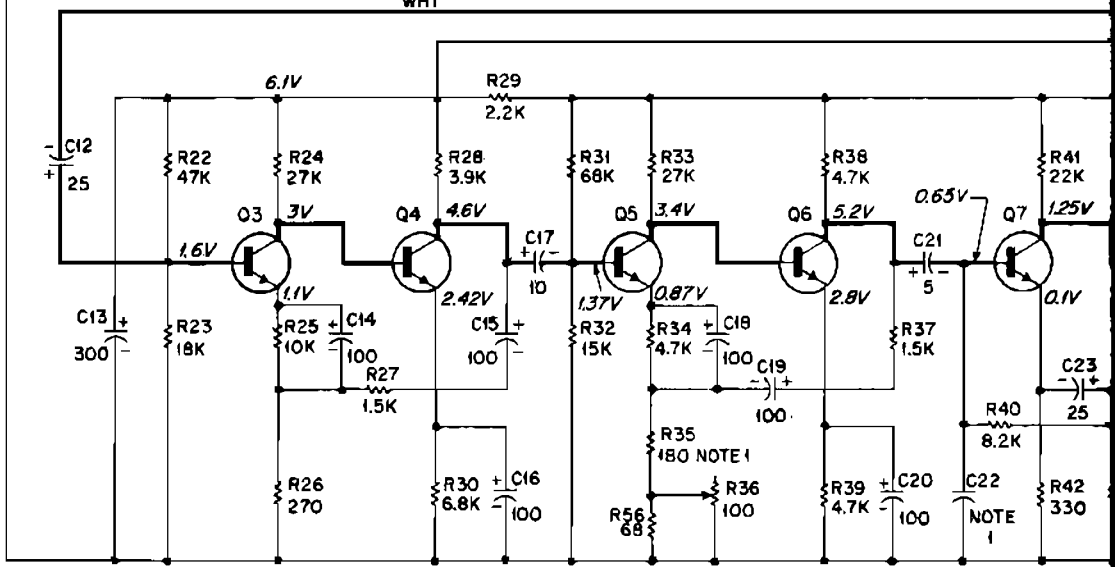 WHT
6.1V
R29
2.2K
C12
25
R22
47K
R24
27K
R28
3.9K
R31
68K
R33
27K
R38
4.7K
R41
22K
Q3
3V
Q4
4.6V
Q5
3.4V
Q6
5.2V
0.65V
Q7
1.25V
1.6V
C17
10
1.37V
C21
5
1.1V
2.42V
0.87V
2.8V
0.1V
C13
300
R23
18K
R25
10K
C14
100
C15
100
R32
15K
R34
4.7K
C18
100
R37
1.5K
R27
1.5K
C19
100
C23
25
R40
8.2K
R26
270
R30
6.8K
C16
100
R35
180 NOTE 1
R36
100
R56
68
R39
4.7K
C20
100
C22
NOTE
1
R42
330